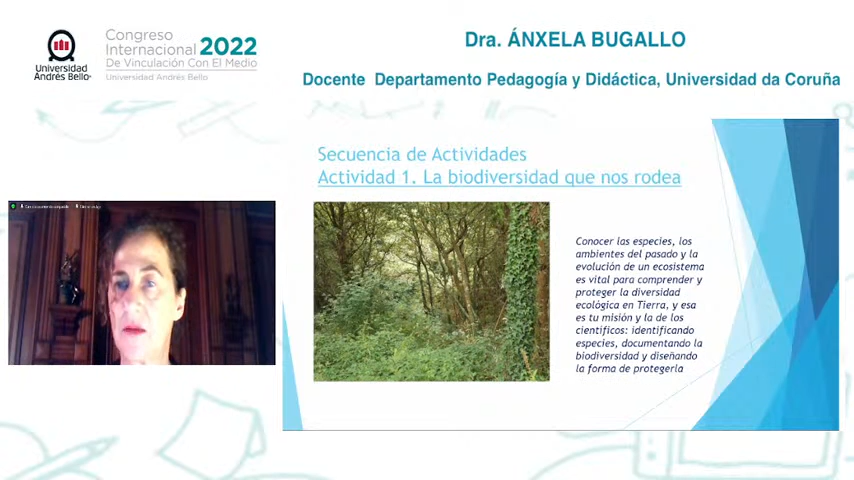 Universidad
Andrés Bello
Congreso
Internacional 2022
De Vinculación Con El Medio
Universidad Andrés Bello
Dra. ÁNXELA BUGALLO
Docente Departamento Pedagogía y Didáctica, Universidad da Coruña
Secuencia de Actividades
Actividad 1. La biodiversidad que nos rodea
Conocer las especies, los
ambientes del pasado y la
evolución de un ecosistema
es vital para comprender y
proteger la diversidad
ecológica en Tierra, y esa
es tu misión y la de los
científicos: identificando
especies, documentando la
biodiversidad y diseñando
la forma de protegerla